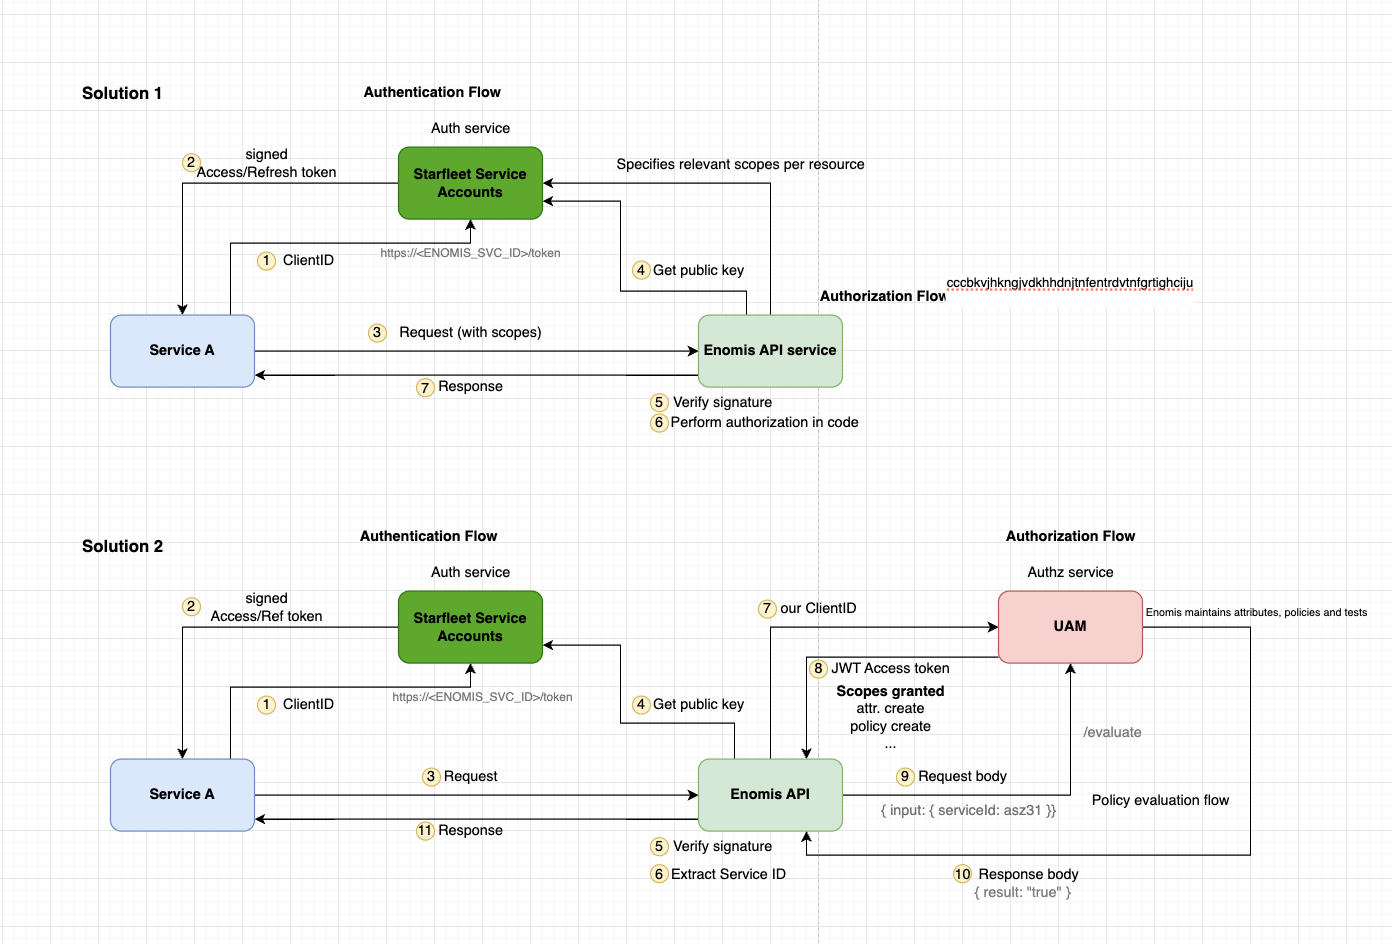 Solution 1
Authentication Flow
Auth service
2
signed
Access/Refresh token
Starfleet Service
Accounts
Specifies relevant scopes per resource
1
ClientID
https://<ENOMIS_SVC_ID>/token
4
Get public key
Authorization Flow
cccbkvjhkngjvdkhhdnjtnfentrdvtnfgrtighciju
Service A
3
Request (with scopes)
Enomis API service
7
Response
5
Verify signature
6
Perform authorization in code
Solution 2
Authentication Flow
Authorization Flow
Auth service
Authz service
2
signed
Access/Ref token
Starfleet Service
Accounts
7
our ClientID
UAM
Enomis maintains attributes, policies and tests
8
JWT Access token
Scopes granted
attr. create
policy create
...
1
ClientID
https://<ENOMIS_SVC_ID>/token
4
Get public key
/evaluate
Service A
3
Request
Enomis API
9
Request body
{ input: { serviceId: asz31 }}
Policy evaluation flow
11
Response
5
Verify signature
6
Extract Service ID
10
Response body
{ result: "true" }